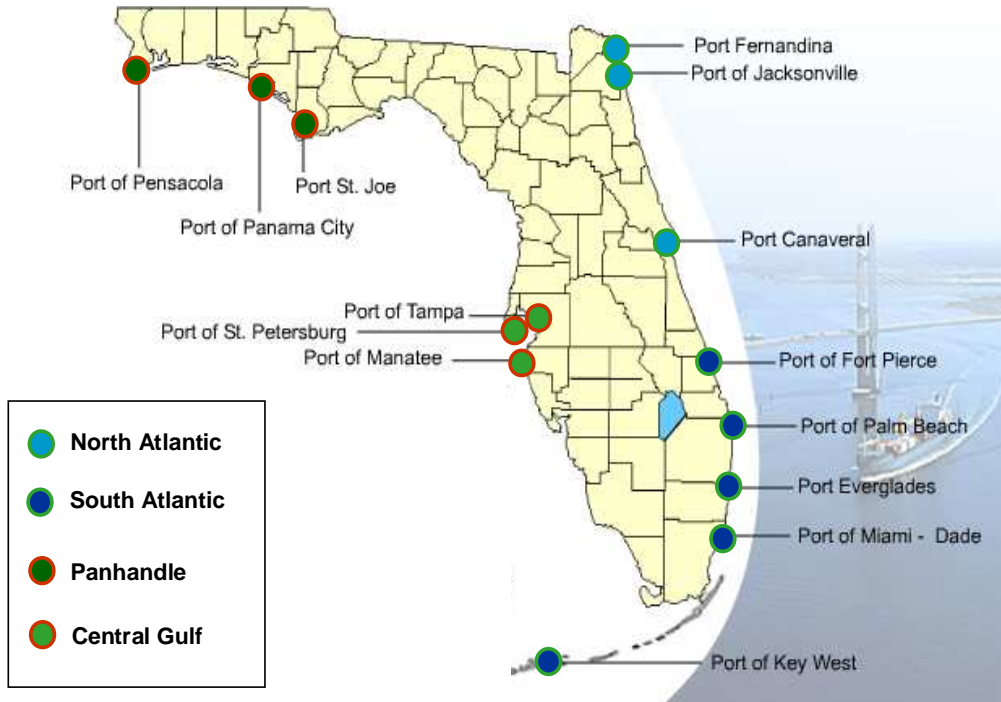 Port Fernandina
Port of Jacksonville
Port of Pensacola
Port St. Joe
Port of Panama City
Port Canaveral
Port of Tampa
Port of St. Petersburg
Port of Manatee
Port of Fort Pierce
Port of Palm Beach
Port Everglades
Port of Miami - Dade
Port of Key West
North Atlantic
South Atlantic
Panhandle
Central Gulf